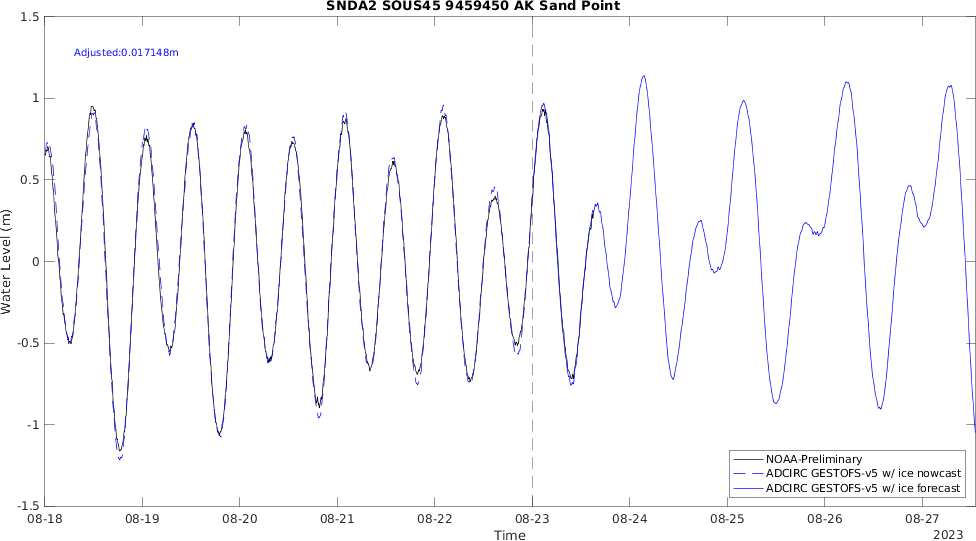 SNDA2 SOUS45 9459450 AK Sand Point
Adjusted:0.017148m
1.5
1
0.5
0
-0.5
-1
-1.5
Water Level (m)
08-18 08-19 08-20 08-21 08-22 08-23 08-24 08-25 08-26 08-27
Time
2023
NOAA-Preliminary
ADCIRC GESTOFS-v5 w/ ice nowcast
ADCIRC GESTOFS-v5 w/ ice forecast